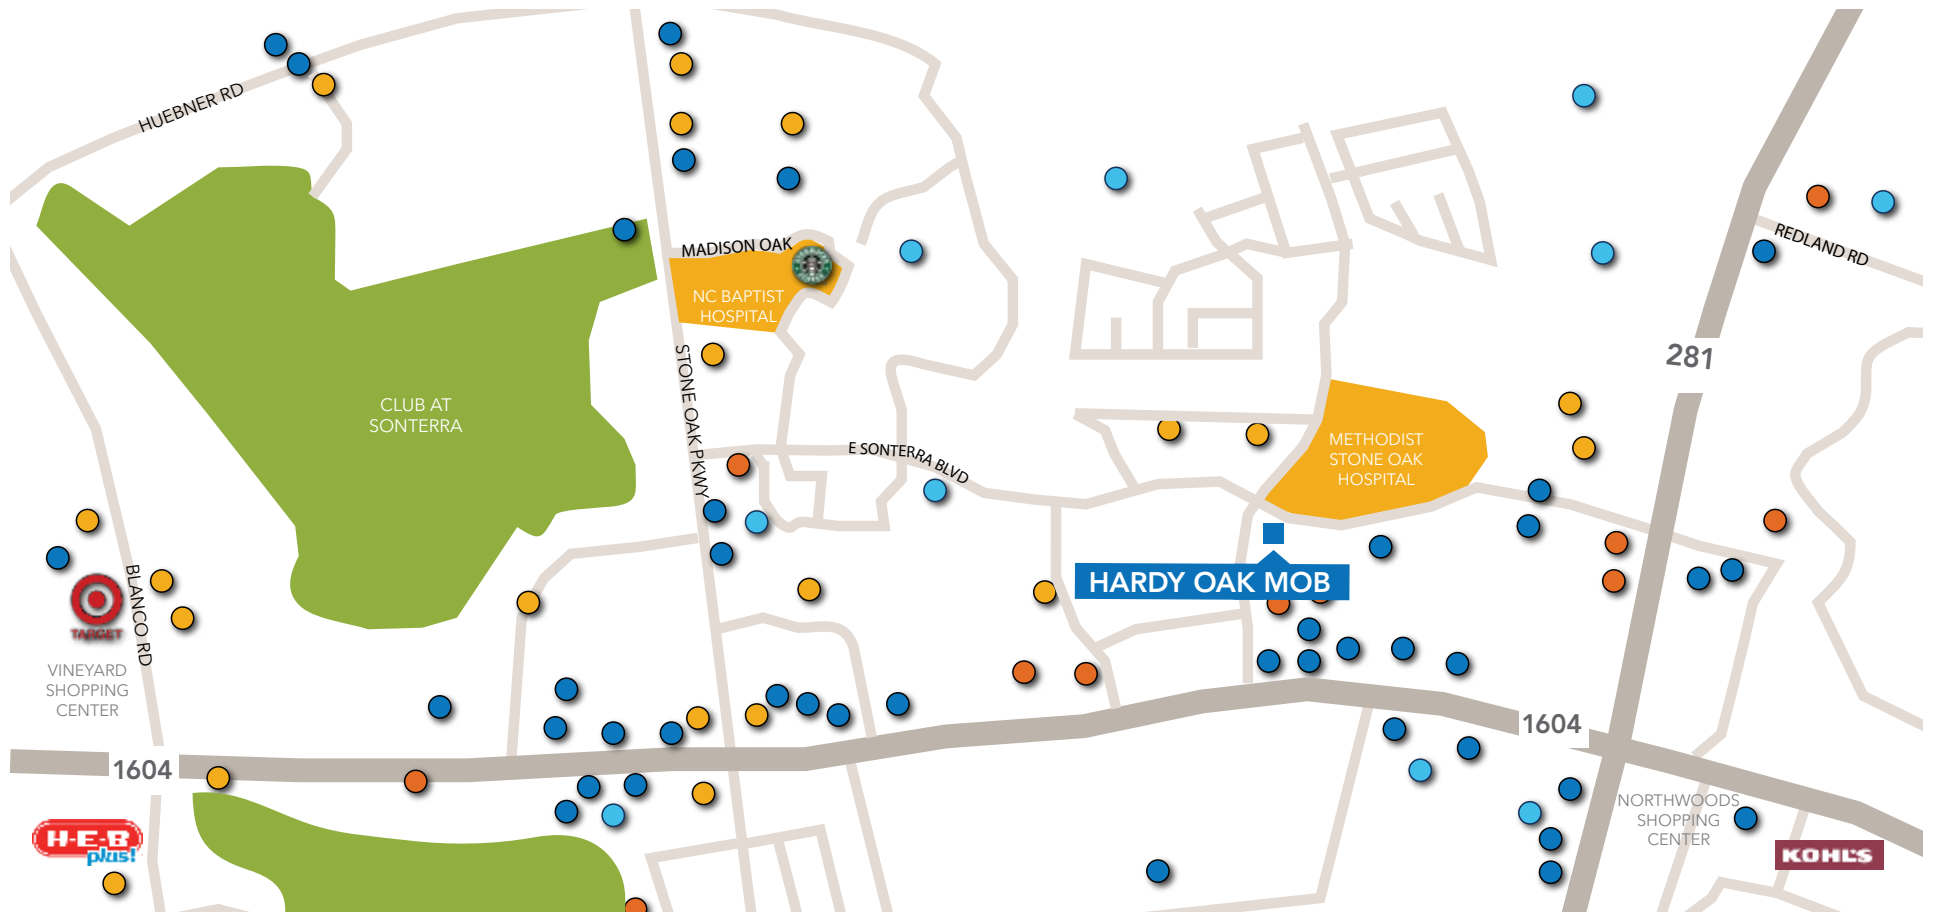 HUEBNER RD
MADISON OAK
REDLAND RD
NC BAPTIST
HOSPITAL
281
STONE OAK PKWY
CLUB AT
SONTERRA
E SONTERRA BLVD
METHODIST
STONE OAK
HOSPITAL
HARDY OAK MOB
BLANCO RD
TARGET
VINEYARD
SHOPPING
CENTER
1604
1604
NORTHWOODS
SHOPPING
CENTER
H-E-B
plus!
KOHL'S